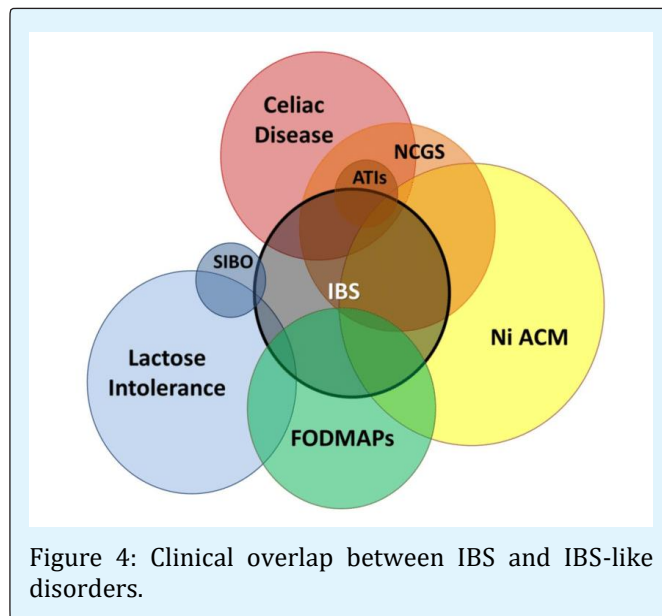 Celiac
Disease
NCGS
ATIs
SIBO
IBS
Ni ACM
Lactose
Intolerance
FODMAPs
Figure 4: Clinical overlap between IBS and IBS-like
disorders.